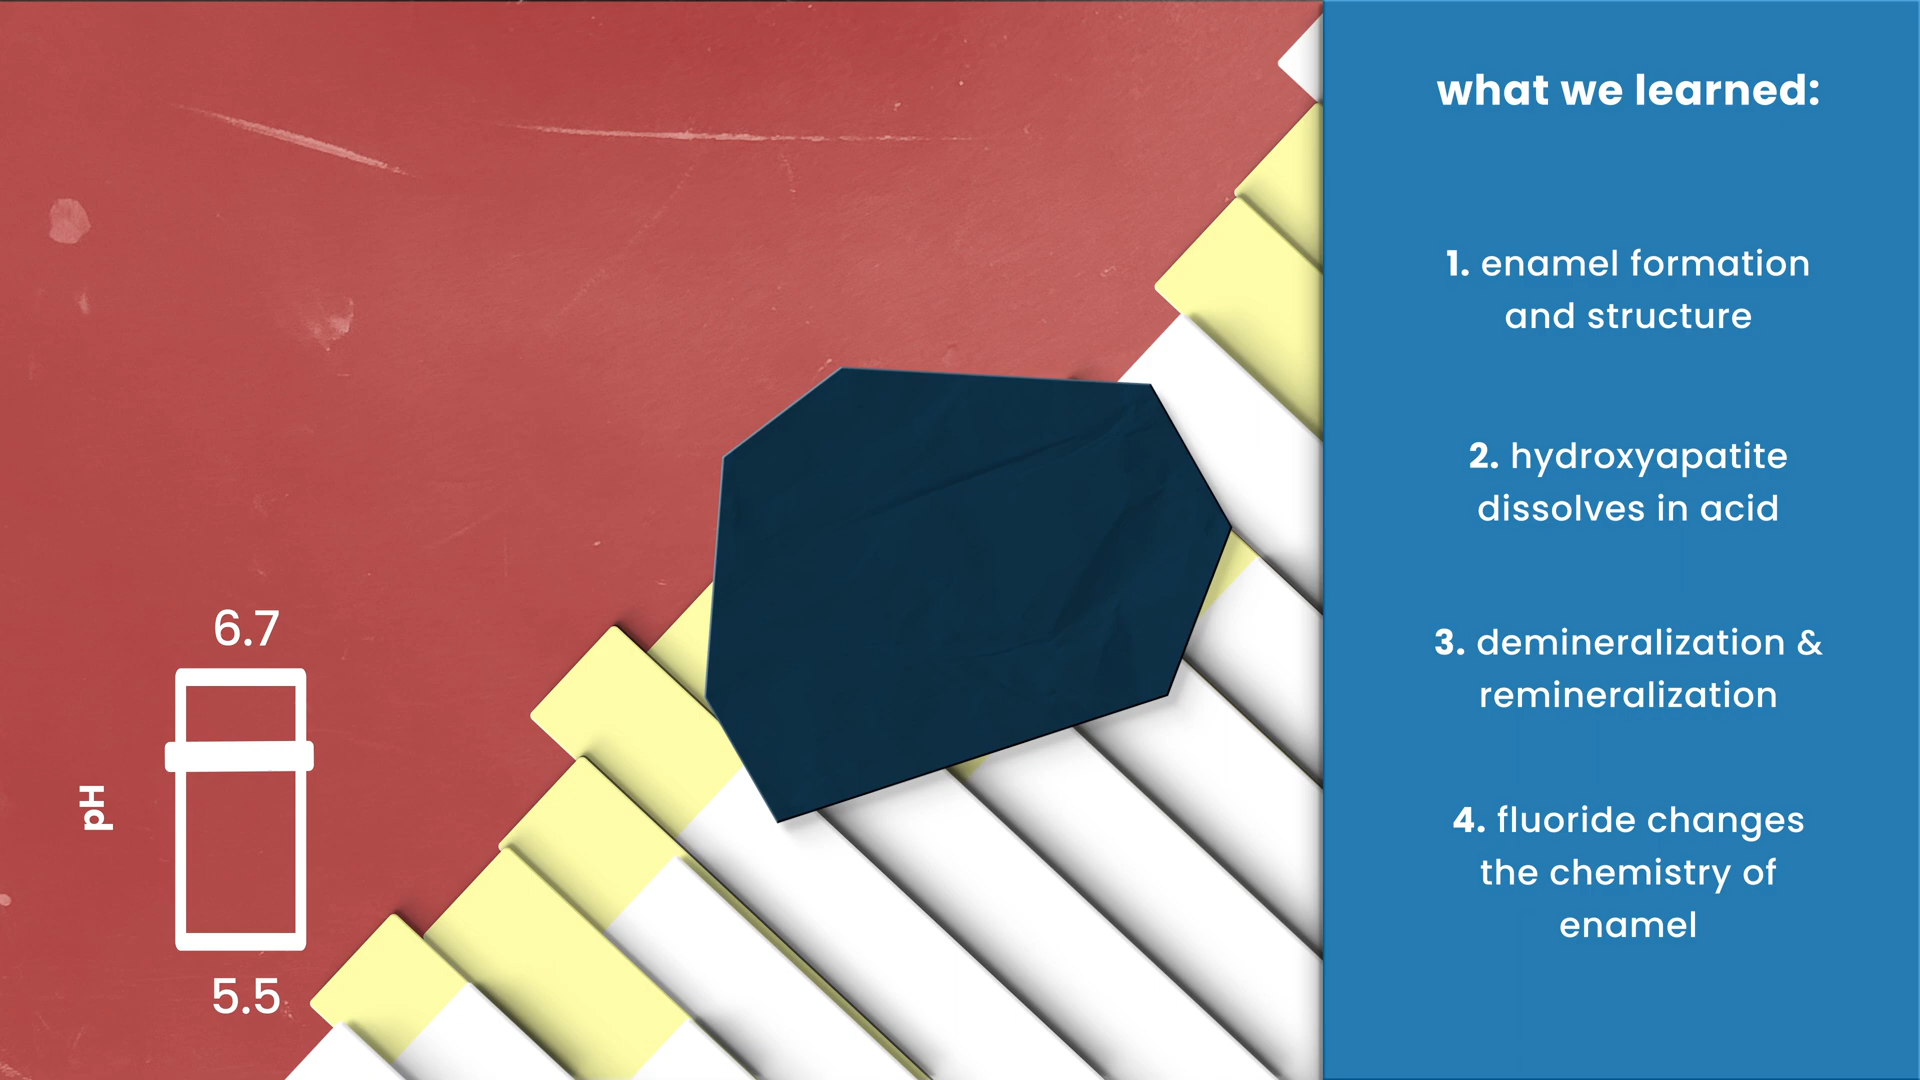 what we learned:
1. enamel formation
and structure
2. hydroxyapatite
dissolves in acid
3. demineralization &
remineralization
4. fluoride changes
the chemistry of
enamel
6.7
pH
5.5